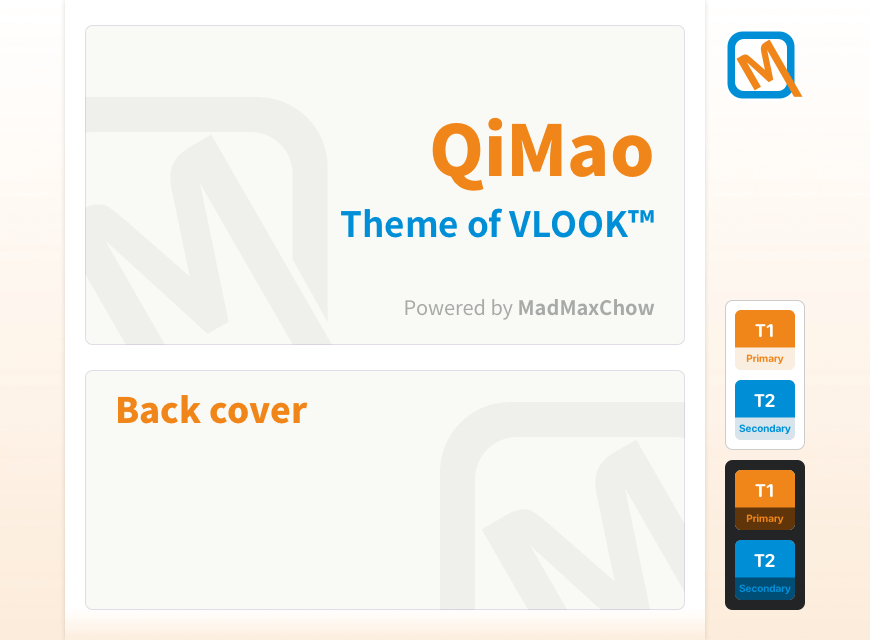 QiMao
Theme of VLOOK™
Powered by MadMaxChow
Back cover
T1
Primary
T2
Secondary
T1
Primary
T2
Secondary